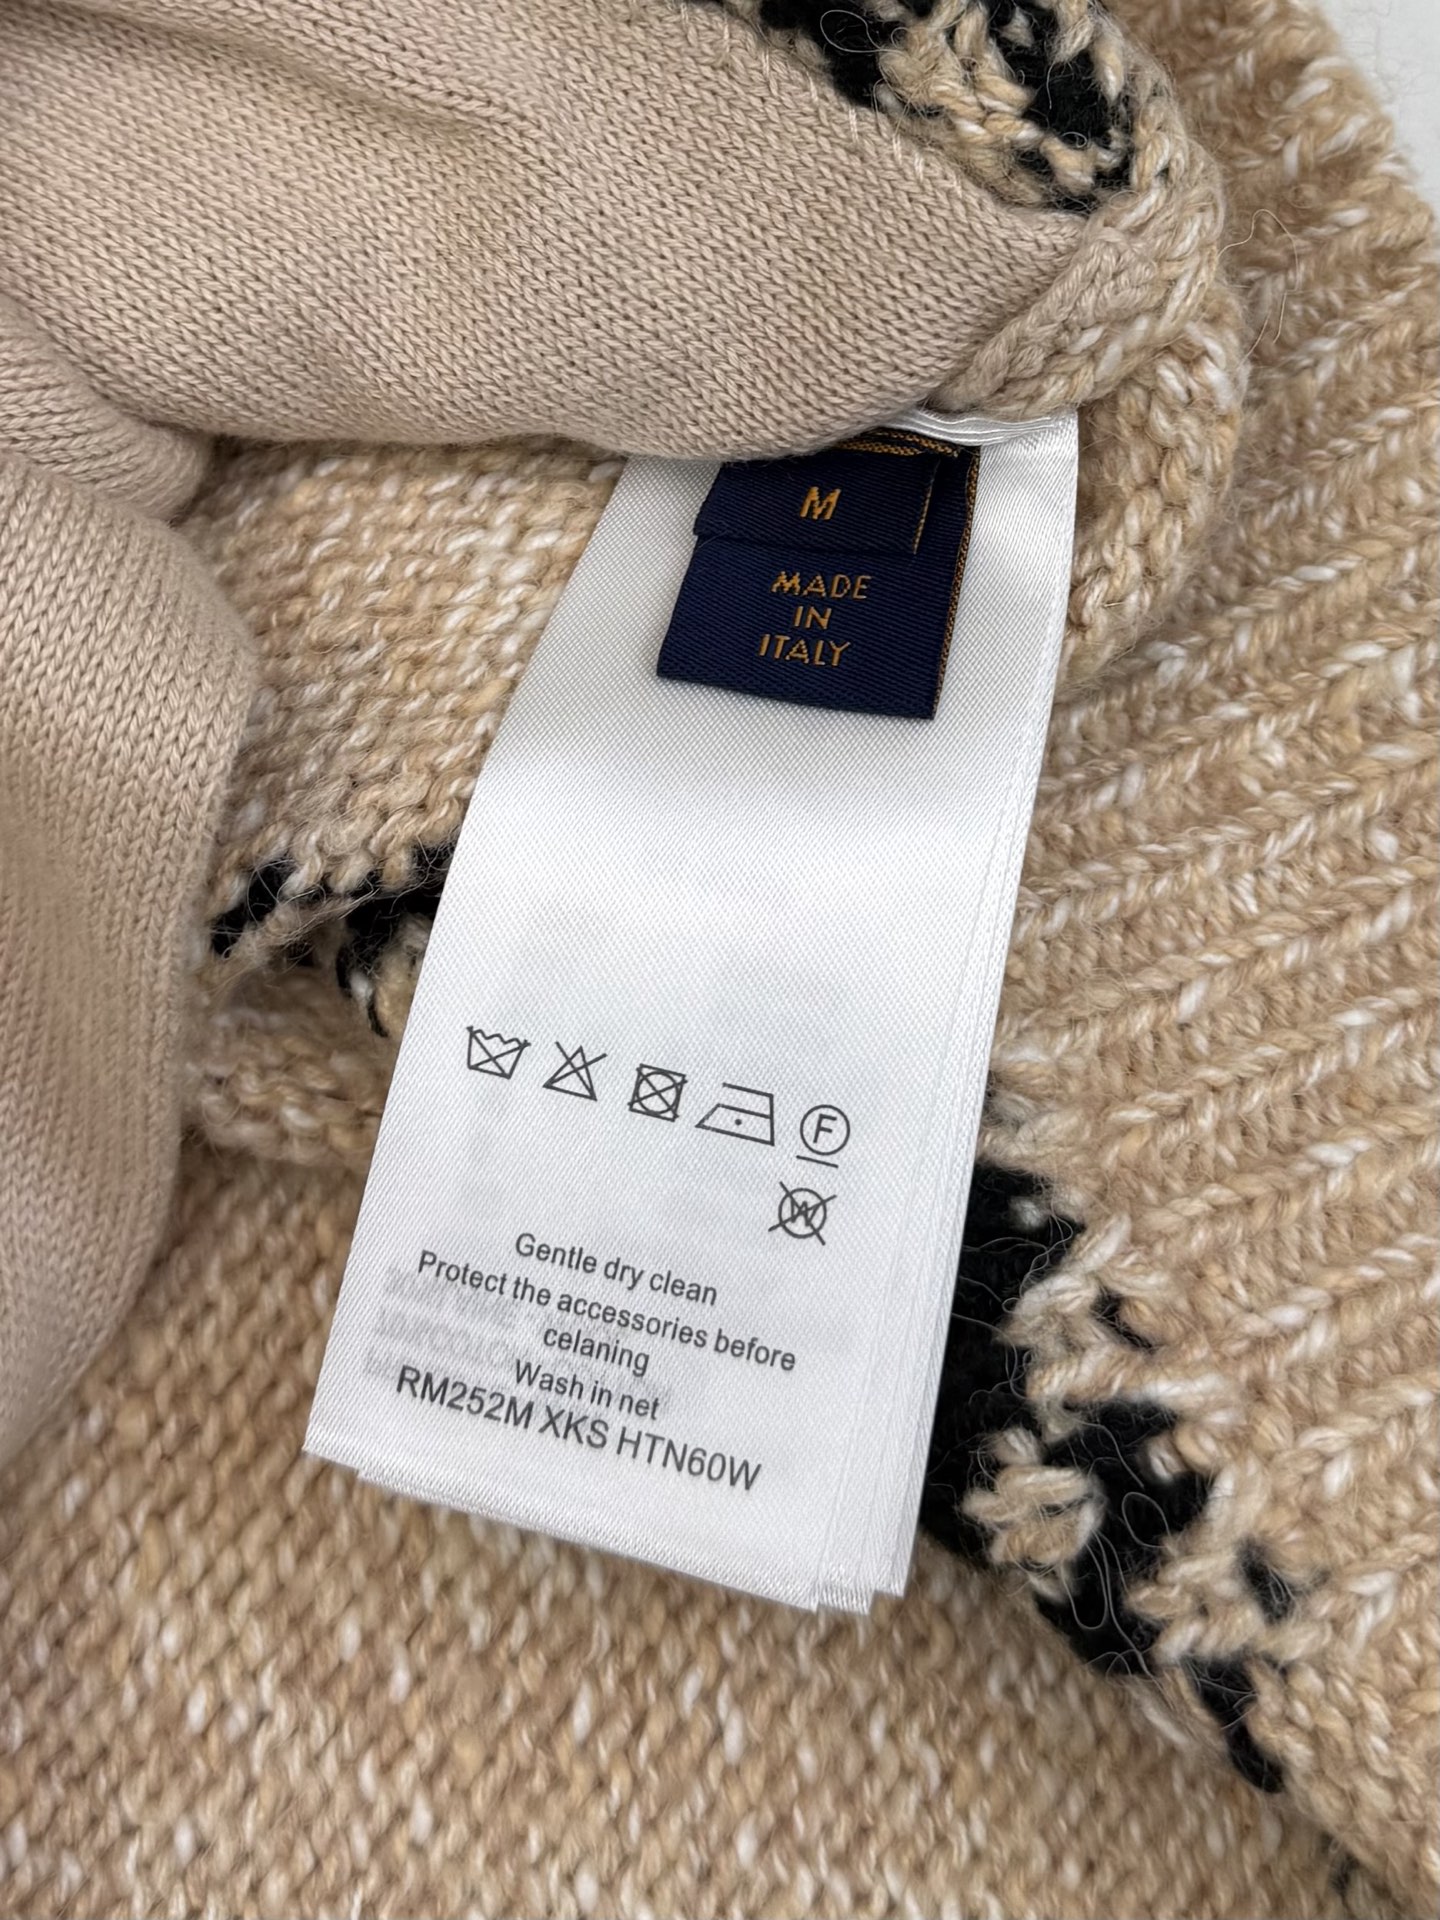 M
MADE
IN
ITALY
F
W
Gentle dry clean
Protect the accessories before
celaning
Wash in net
RM252M XKS HTN60W